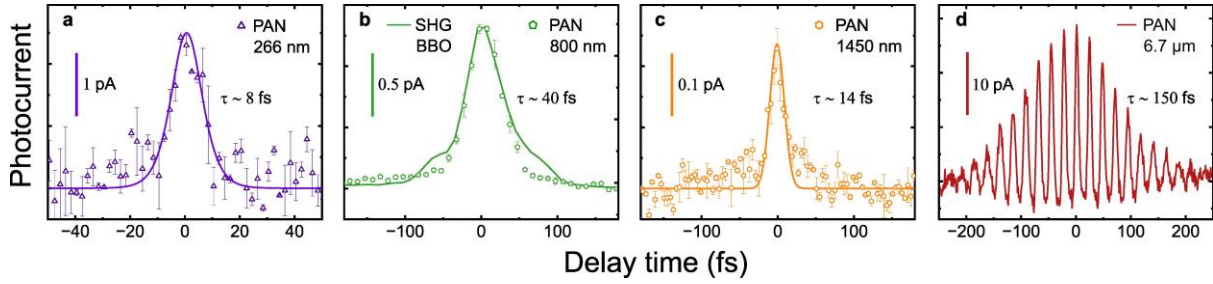 a
PAN
266 nm
1 pA
τ ~ 8 fs
b
SHG
BBO
PAN
800 nm
0.5 pA
τ ~ 40 fs
c
PAN
1450 nm
0.1 pA
τ ~ 14 fs
d
PAN
6.7 μm
10 pA
τ ~ 150 fs
Photocurrent
−40 −20 0 20 40
−100 0 100
−100 0 100
−200 −100 0 100 200
Delay time (fs)